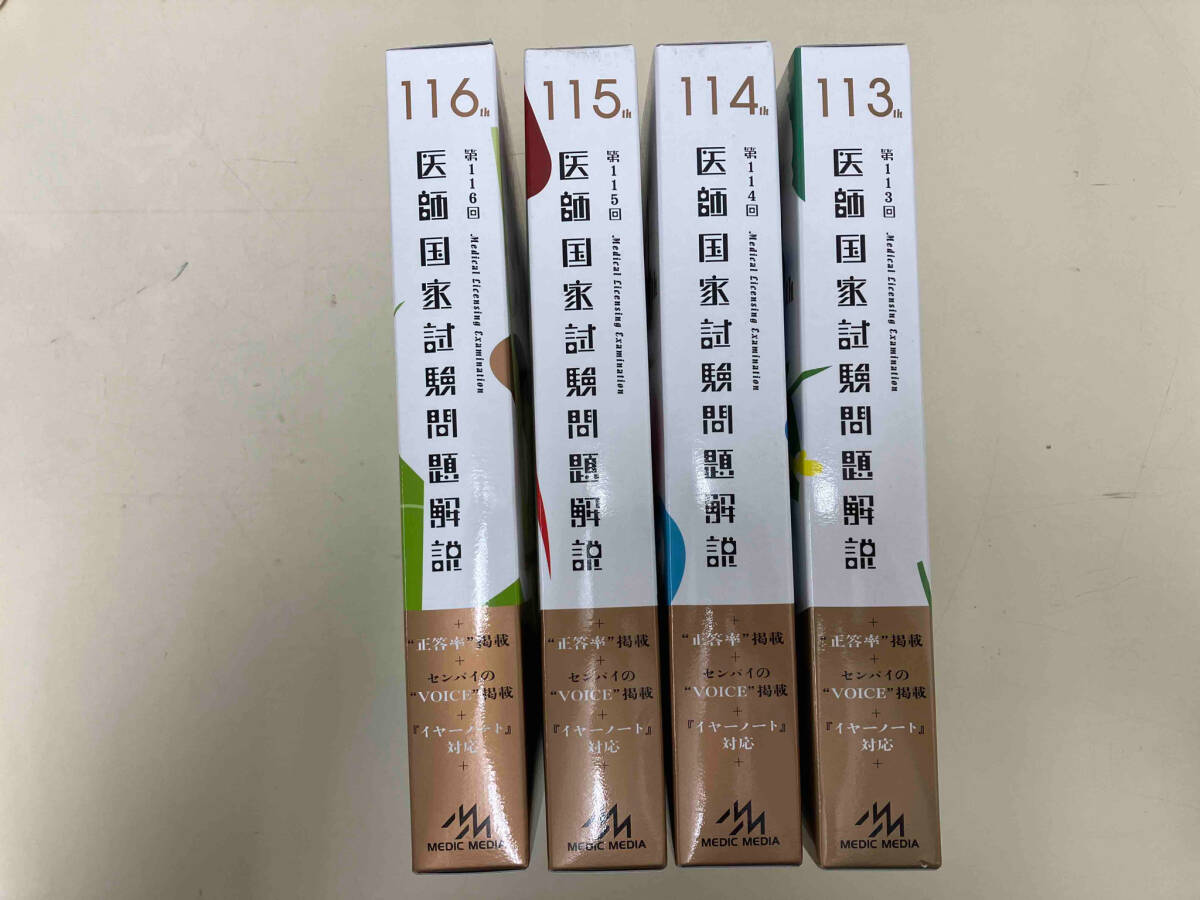 116th
第116回 Medical Licensing Examination
医師国家試験問題解説
+
“正答率”掲載
+
センパイの
“VOICE”掲載
+
『イヤーノート』
対応
+
MEDIC MEDIA
115th
第115回 Medical Licensing Examination
医師国家試験問題解説
+
“正答率”掲載
+
センパイの
“VOICE”掲載
+
『イヤーノート』
対応
+
MEDIC MEDIA
114th
第114回 Medical Licensing Examination
医師国家試験問題解説
+
“正答率”掲載
+
センパイの
“VOICE”掲載
+
『イヤーノート』
対応
+
MEDIC MEDIA
113th
第113回 Medical Licensing Examination
医師国家試験問題解説
+
“正答率”掲載
+
センパイの
“VOICE”掲載
+
『イヤーノート』
対応
+
MEDIC MEDIA